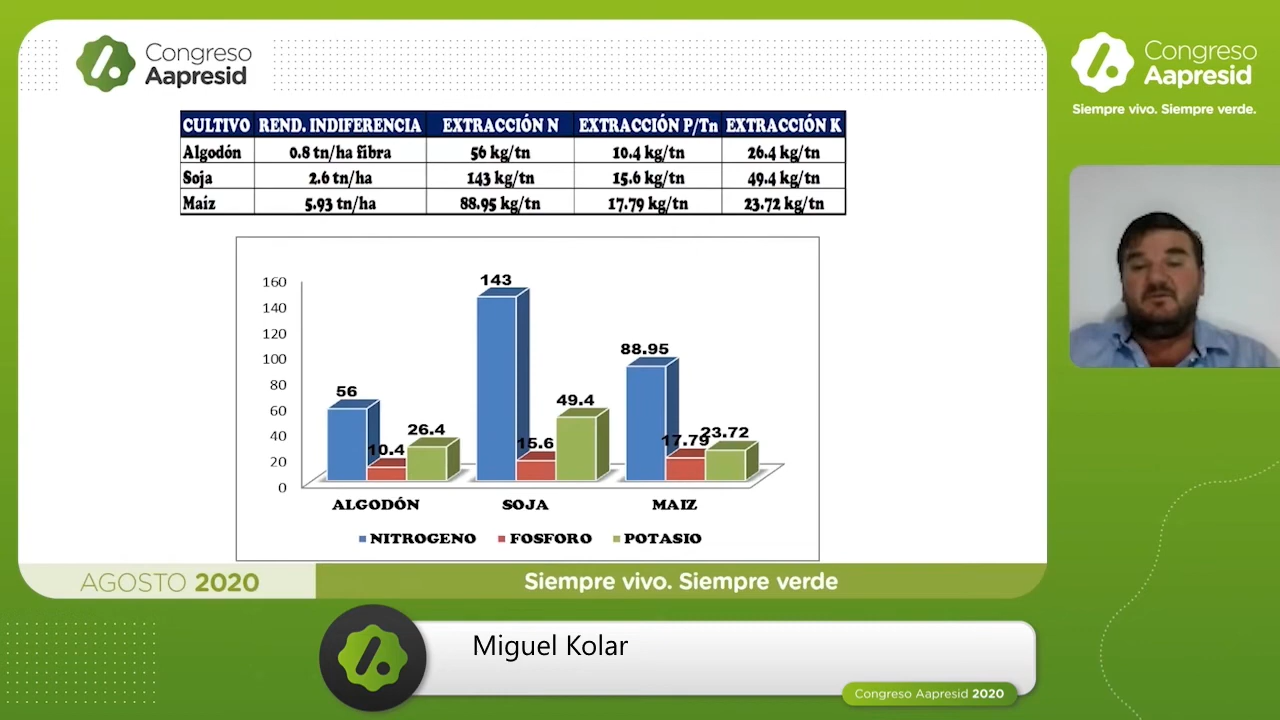 Congreso
Aapresid
Congreso
Aapresid
Siempre vivo. Siempre verde.
CULTIVO REND. INDIFERENCIA EXTRACCIÓN N EXTRACCIÓN P/Tn EXTRACCIÓN K
Algodón 0.8 tn/ha fibra 56 kg/tn 10.4 kg/tn 26.4 kg/tn
Soja 2.6 tn/ha 143 kg/tn 15.6 kg/tn 49.4 kg/tn
Maíz 5.93 tn/ha 88.95 kg/tn 17.79 kg/tn 23.72 kg/tn
160
140
120
100
80
60
40
20
0
56
10.4
26.4
143
15.6
49.4
88.95
17.79
23.72
ALGODÓN SOJA MAIZ
NITROGENO FOSFORO POTASIO
AGOSTO 2020
Siempre vivo. Siempre verde
Miguel Kolar
Congreso Aapresid 2020